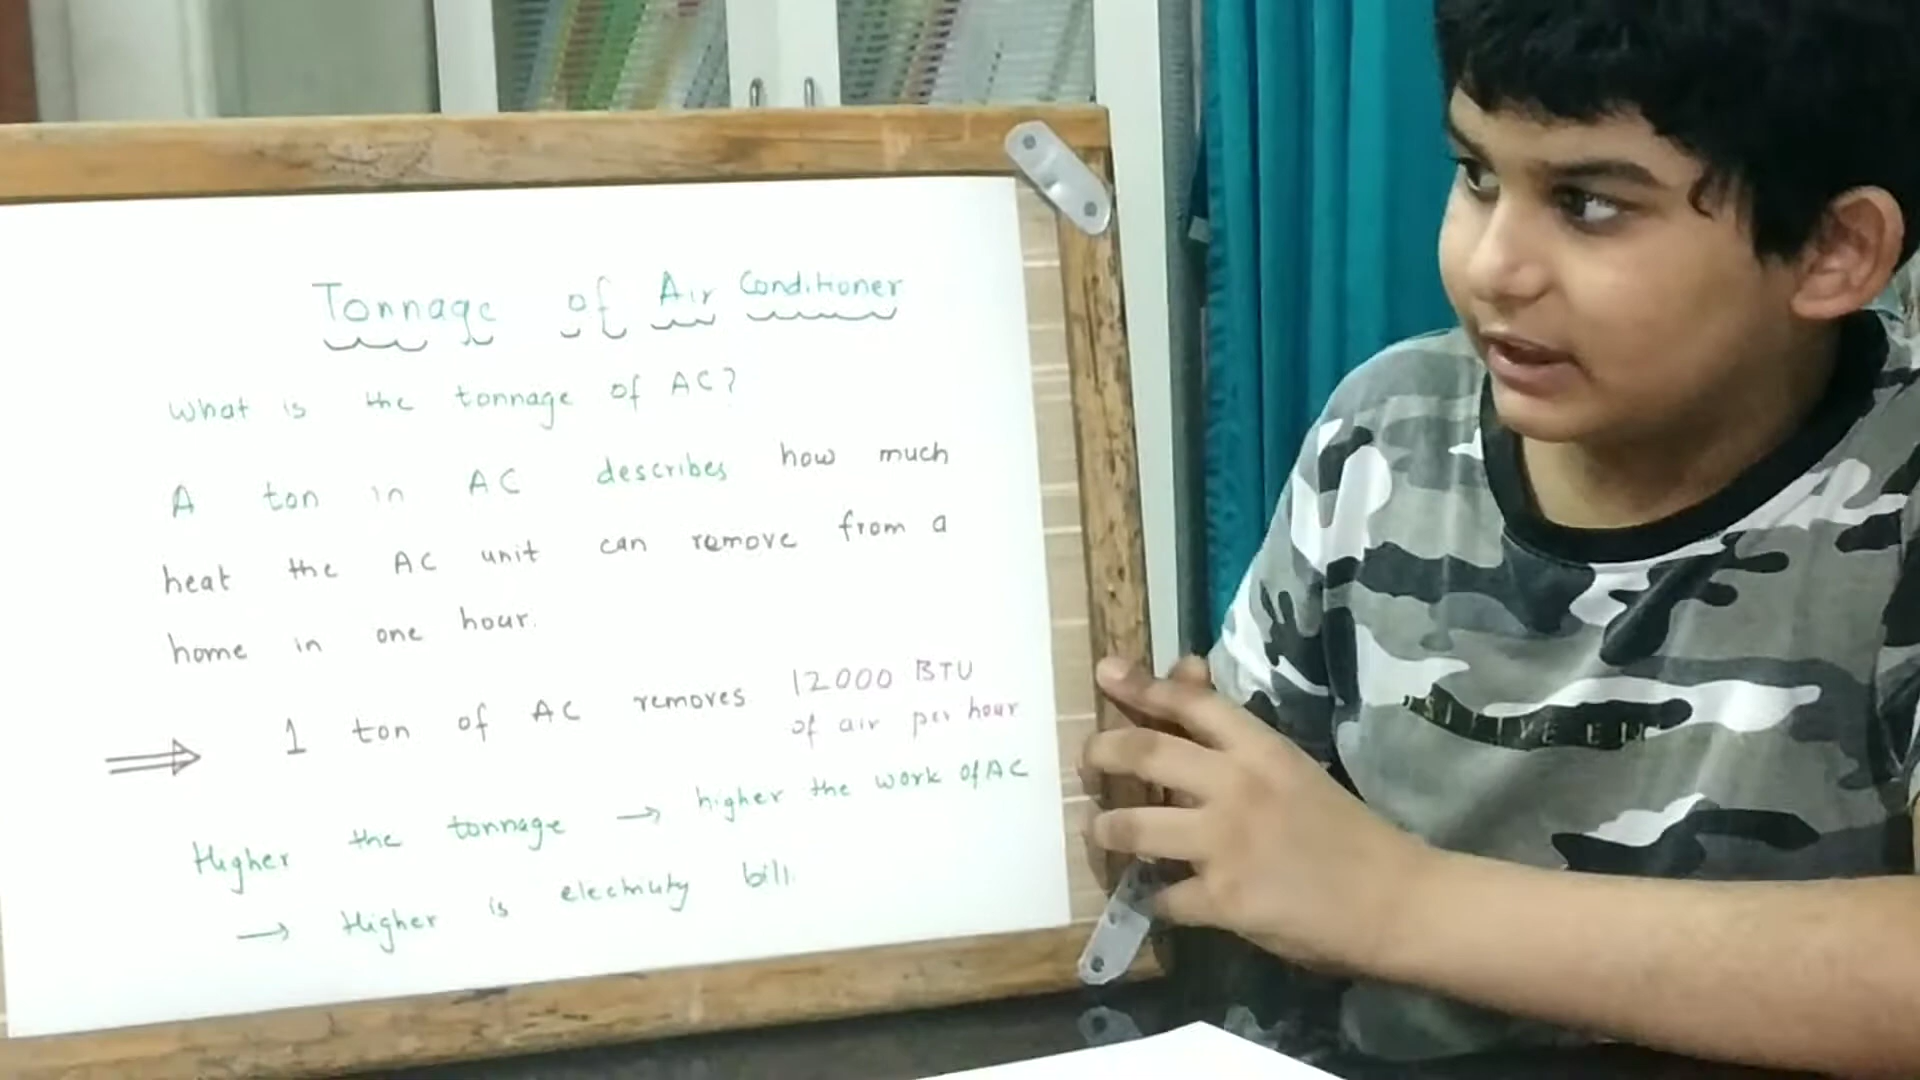 Tonnage of Air Conditioner
What is the tonnage of AC?
A ton in AC describes how much
heat the AC unit can remove from a
home in one hour.
⇒ 1 ton of AC removes 12000 BTU
of air per hour
Higher the tonnage → higher the work of AC
→ Higher is electricity bill.